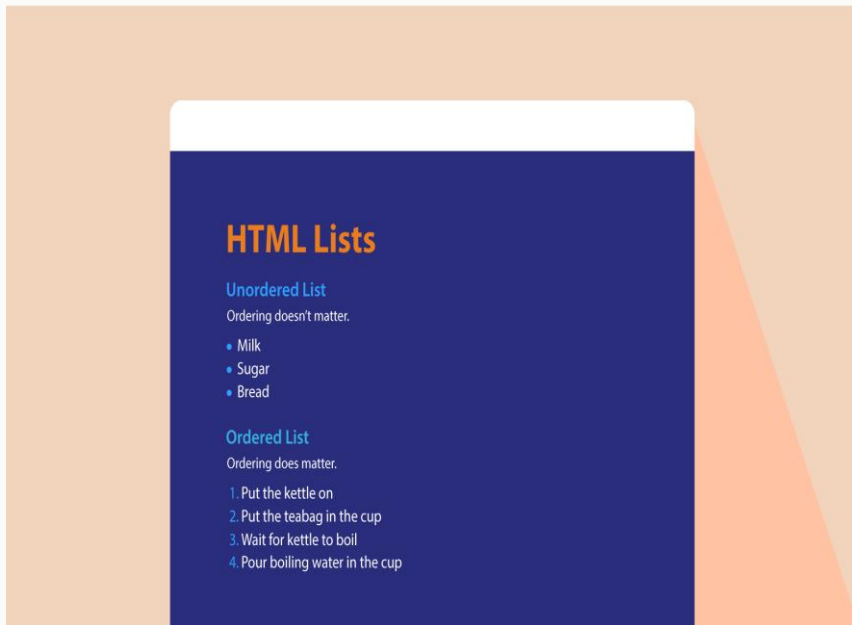 HTML Lists
Unordered List
Ordering doesn't matter.
• Milk
• Sugar
• Bread
Ordered List
Ordering does matter.
1. Put the kettle on
2. Put the teabag in the cup
3. Wait for kettle to boil
4. Pour boiling water in the cup